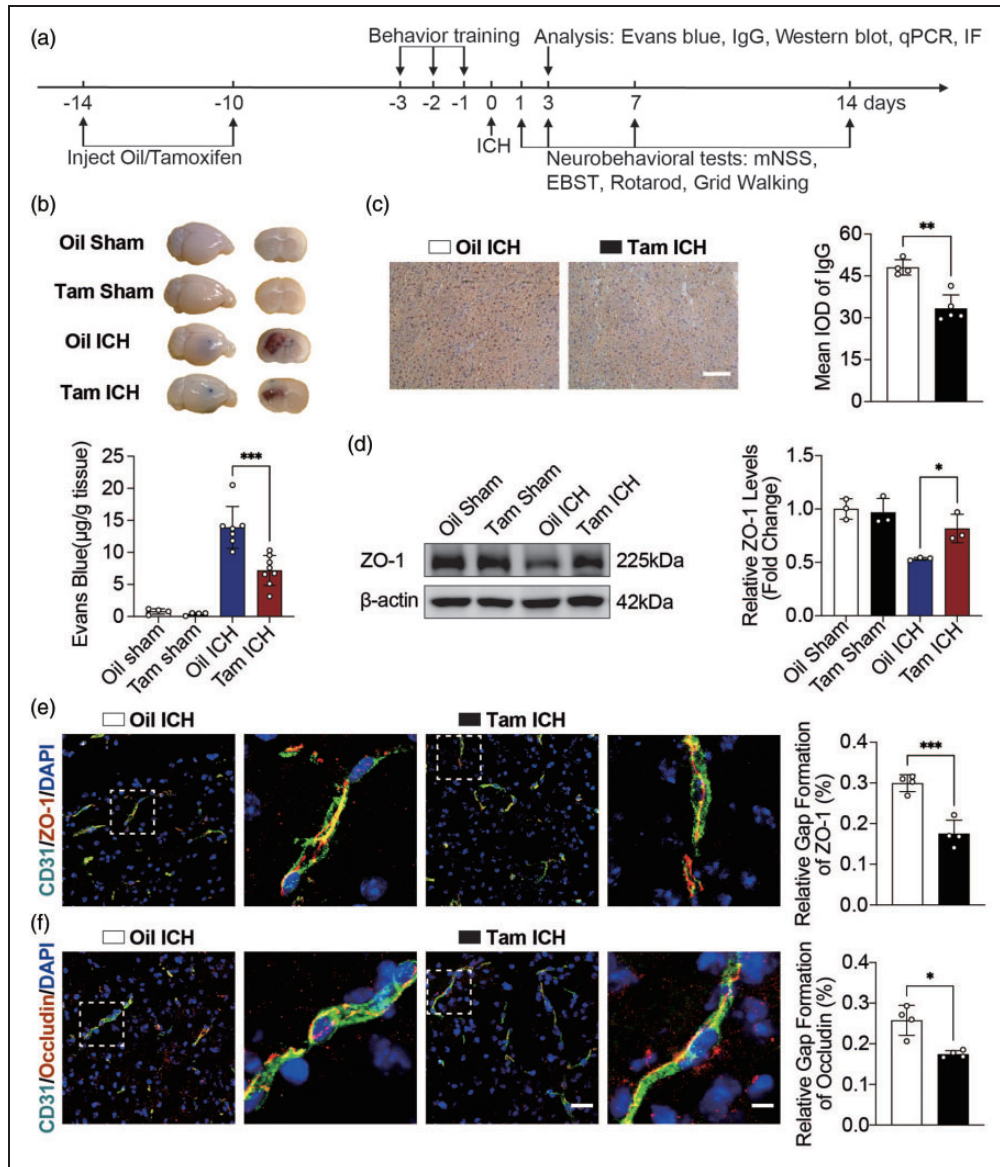 (a)
Behavior training
Analysis: Evans blue, IgG, Western blot, qPCR, IF
-14
-10
-3
-2
-1
0
1
3
7
14 days
Inject Oil/Tamoxifen
ICH
Neurobehavioral tests: mNSS,
EBST, Rotarod, Grid Walking
(b)
Oil Sham
Tam Sham
Oil ICH
Tam ICH
Evans Blue(µg/g tissue)
25
20
15
10
5
0
***
Oil sham
Tam sham
Oil ICH
Tam ICH
(c)
Oil ICH
Tam ICH
Mean IOD of IgG
60
45
30
15
0
**
(d)
Oil Sham
Tam Sham
Oil ICH
Tam ICH
ZO-1
225kDa
β-actin
42kDa
Relative ZO-1 Levels
(Fold Change)
1.5
1.0
0.5
0.0
*
Oil Sham
Tam Sham
Oil ICH
Tam ICH
(e)
Oil ICH
Tam ICH
CD31/ZO-1/DAPI
Relative Gap Formation
of ZO-1 (%)
0.4
0.3
0.2
0.1
0.0
***
(f)
Oil ICH
Tam ICH
CD31/Occludin/DAPI
Relative Gap Formation
of Occludin (%)
0.4
0.3
0.2
0.1
0.0
*